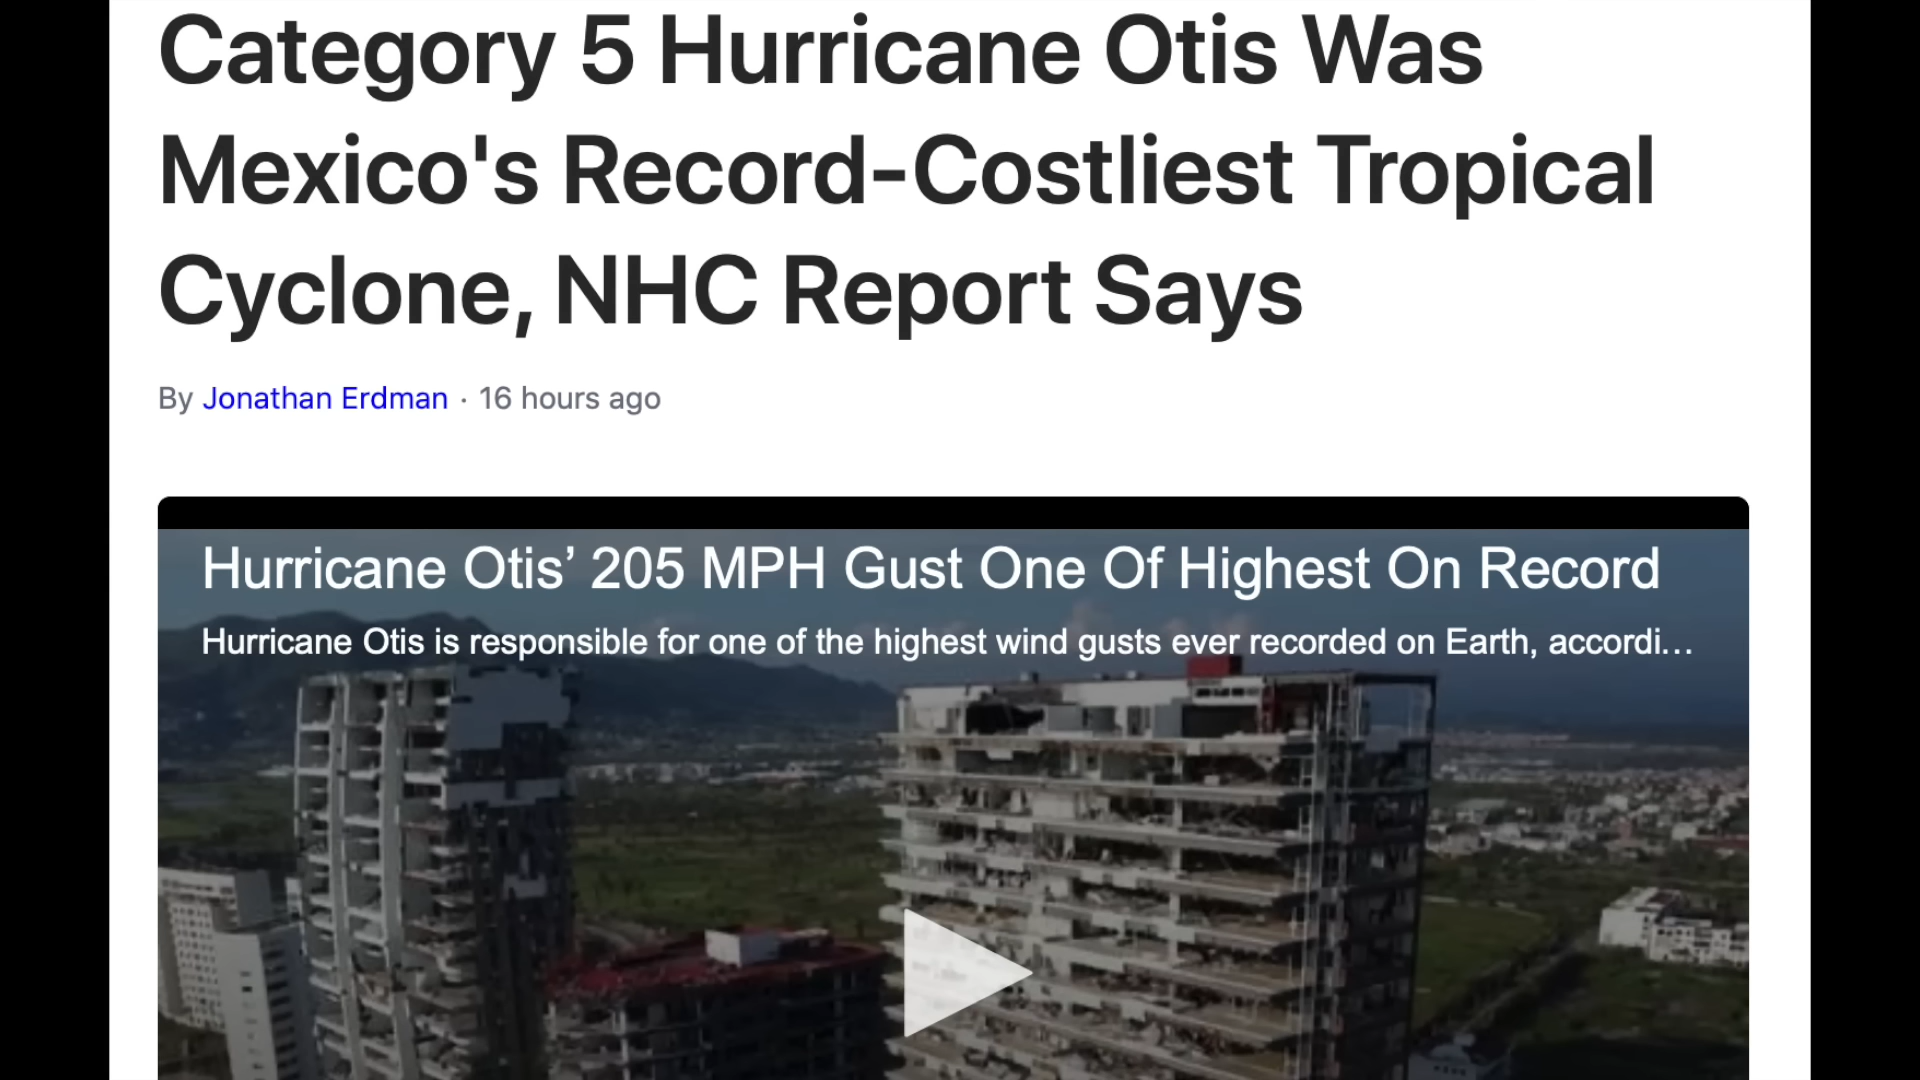 Category 5 Hurricane Otis Was
Mexico's Record-Costliest Tropical
Cyclone, NHC Report Says
By Jonathan Erdman · 16 hours ago
Hurricane Otis’ 205 MPH Gust One Of Highest On Record
Hurricane Otis is responsible for one of the highest wind gusts ever recorded on Earth, accordi...